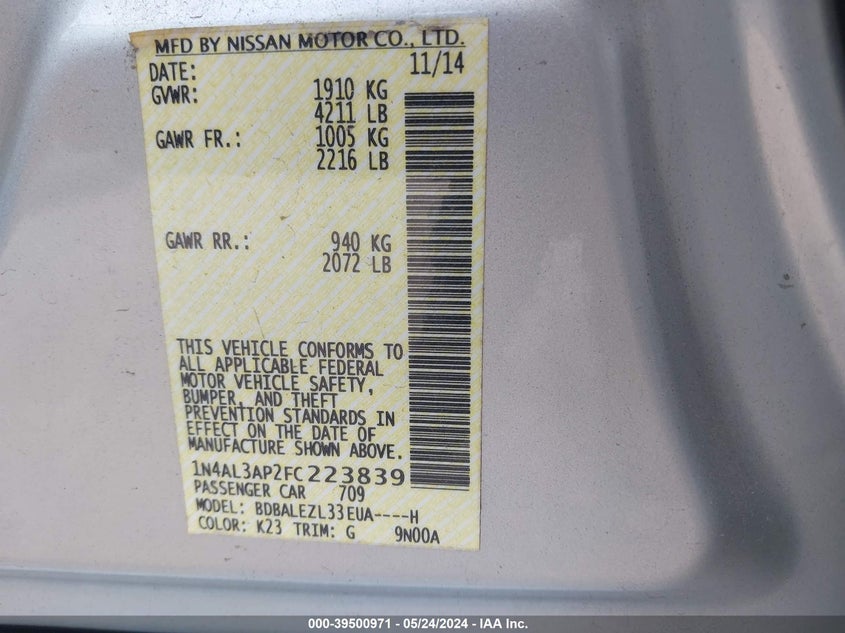 MFD BY NISSAN MOTOR CO., LTD.
DATE: 11/14
GVWR: 1910 KG
4211 LB
GAWR FR.: 1005 KG
2216 LB
GAWR RR.: 940 KG
2072 LB
THIS VEHICLE CONFORMS TO
ALL APPLICABLE FEDERAL
MOTOR VEHICLE SAFETY,
BUMPER, AND THEFT
PREVENTION STANDARDS IN
EFFECT ON THE DATE OF
MANUFACTURE SHOWN ABOVE.
1N4AL3AP2FC223839
PASSENGER CAR 709
MODEL: BDBALEZL33EUA----H
COLOR: K23 TRIM: G 9N00A
000-39500971 - 05/24/2024 - IAA Inc.